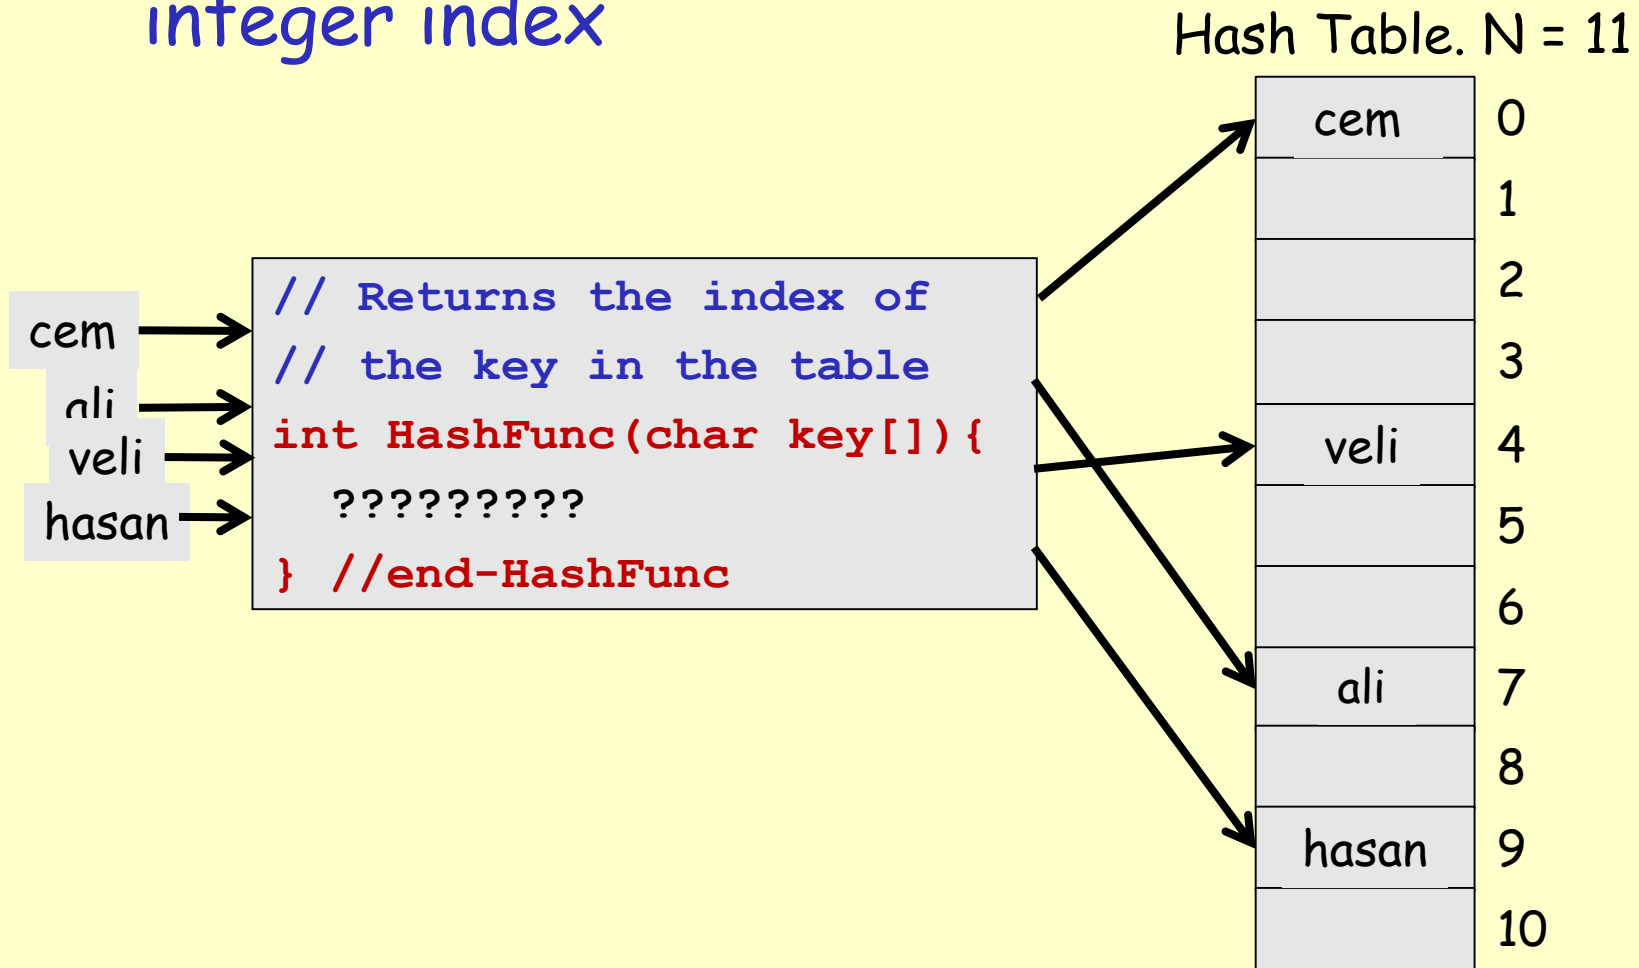 integer index
Hash Table. N = 11
cem
ali
veli
hasan
// Returns the index of
// the key in the table
int HashFunc(char key[]){
?????????
} //end-HashFunc
cem 0
1
2
3
veli 4
5
6
ali 7
8
hasan 9
10